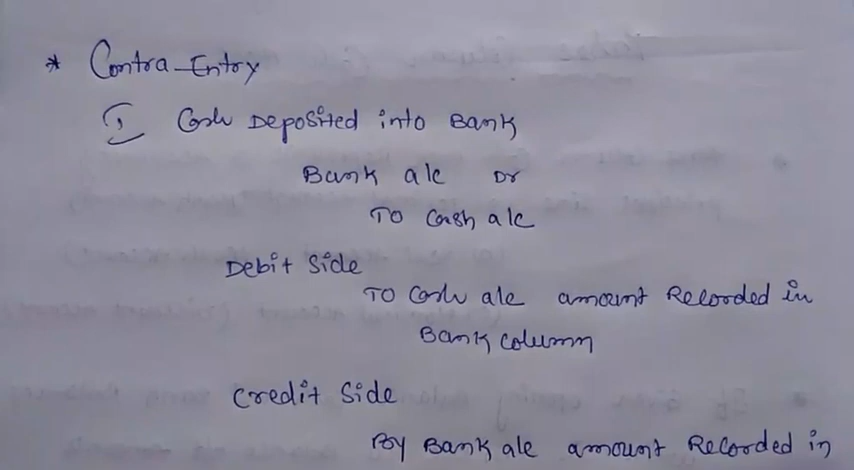 * Contra Entry
1) Cash Deposited into Bank
Bank a/c Dr
To Cash a/c
Debit Side
To Cash a/c amount Recorded in
Bank column
Credit Side
By Bank a/c amount Recorded in